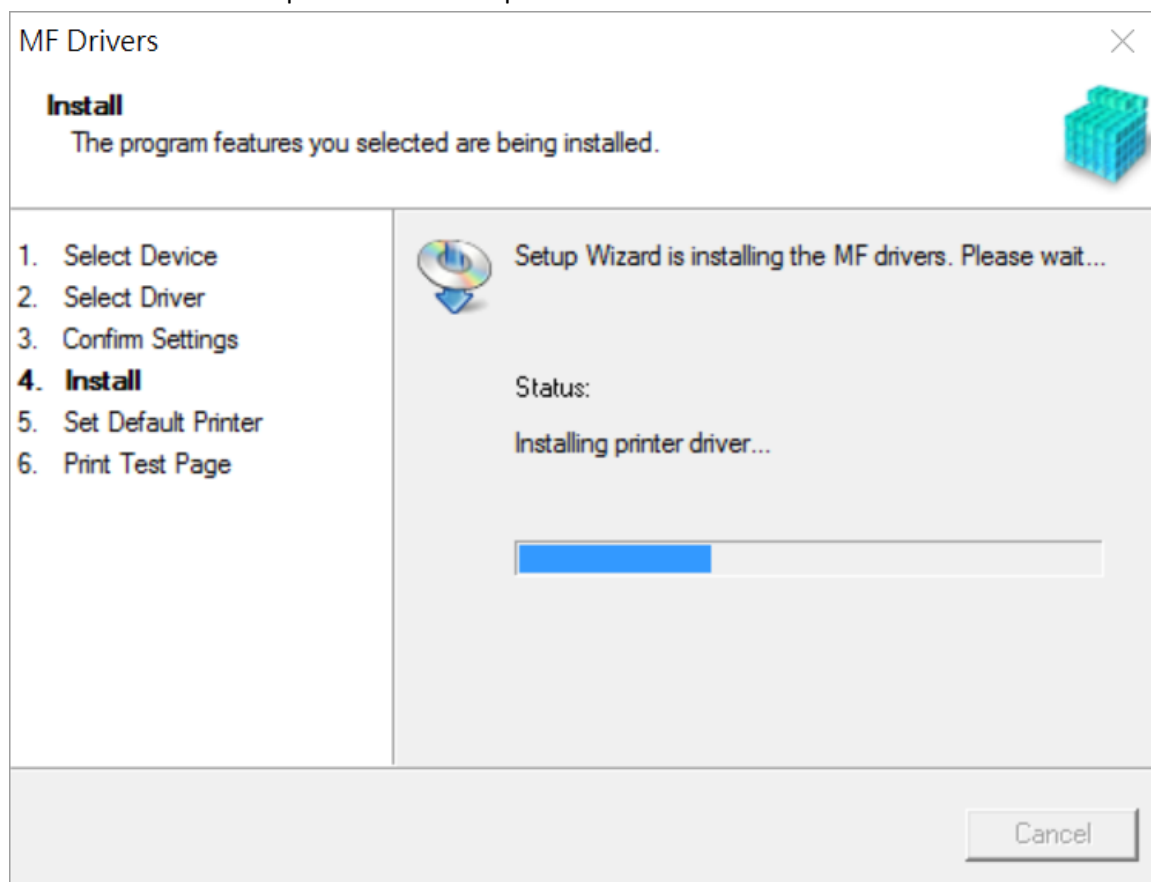 MF Drivers
Install
The program features you selected are being installed.
1. Select Device
2. Select Driver
3. Confirm Settings
4. Install
5. Set Default Printer
6. Print Test Page
Setup Wizard is installing the MF drivers. Please wait...
Status:
Installing printer driver...
Cancel